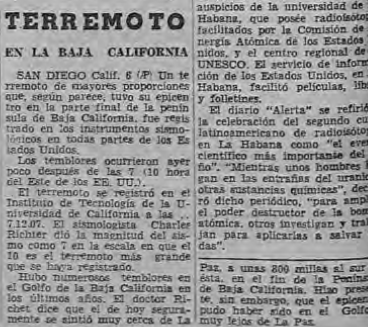 TERREMOTO
EN LA BAJA CALIFORNIA
SAN DIEGO Calif. 6 (P) Un te
rremoto de mayores proporciones
que, según parece, tuvo su epicen
tro en la parte final de la penín
sula de Baja California. fue regis
trado en los instrumentos sismo-
lógicos en todas partes de los Es
tados Unidos.
Los temblores ocurrieron ayer
poco después de las 7 (10 hora
del Este de los EE. UU.).
El terremoto se registró en el
Instituto de Tecnología de la U-
niversidad de California a las ..
7.12.07. El sismologista Charler
Richter dió la magnitud del sis
mo como 7 en la escala en que el
10 es el terremoto más grande
que se haya registrado.
Hubo numerosos temblores en
el Golfo de la Baja California en
los últimos años. El doctor Ri-
chet dice que el de hoy segura-
mente se sintió muy cerca de La
auspicios de la universidad de
Habana, que posée radioisóto
facilitados por la Comisión de
nergía Atómica de los Estados
nidos, y el centro regional de
UNESCO. El servicio de inform
ción de los Estados Unidos, en
Habana, facilitó películas, lib
y folletines.
El diario "Alerta" se refirió
la celebración del segundo cu
latinoamericano de radioisótop
en La Habana como "el even
científico más importante del
ño". "Mientras unos hombres
gan en las entrañas del urani
otras sustancias químicas", dec
ró dicho periódico, "para amp
el poder destructor de la bom
atómica, otros investigan y tra
jan para aplicarlas a salvar
das".
Paz, a unas 800 millas al sur
ésta, en el fin de la Penins
de Baja California. Hizo pres
te, sin embargo, que el epicen
pudo haber sido en el Golfo
muy lejos de La Paz.